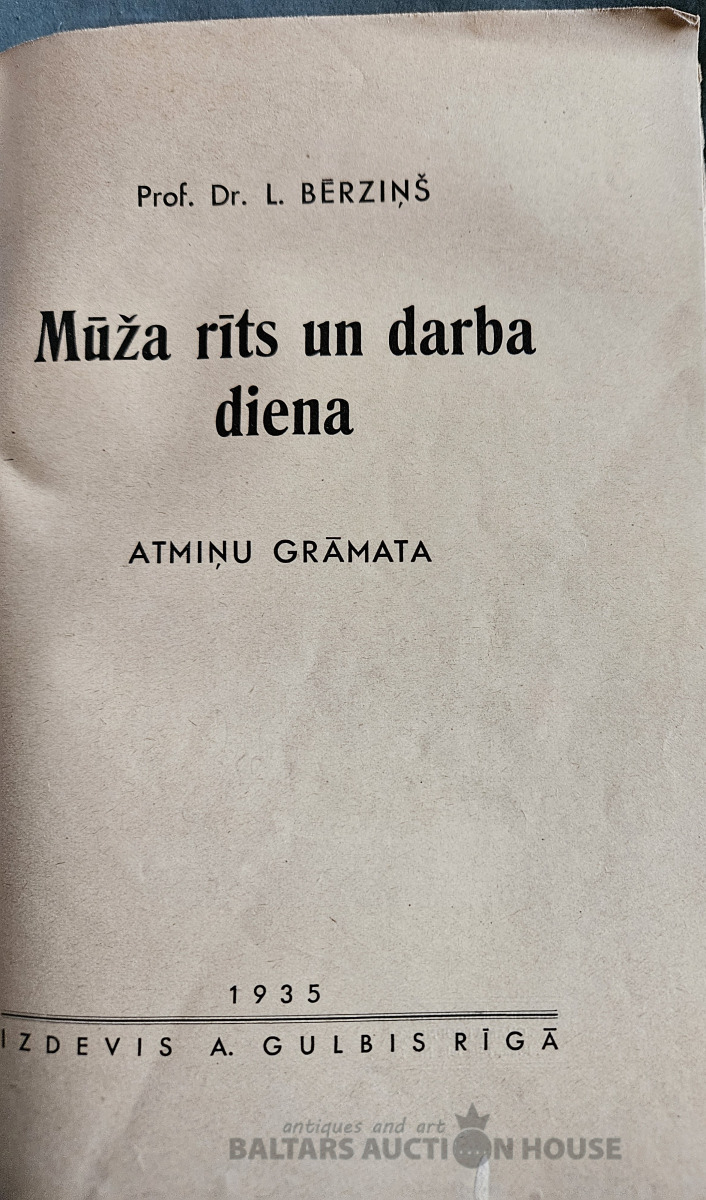 Prof. Dr. L. BĒRZIŅŠ
Mūža rīts un darba
diena
ATMIŅU GRĀMATA
1935
IZDEVIS A. GULBIS RĪGĀ
antiques and art
BALTARS AUCTION HOUSE